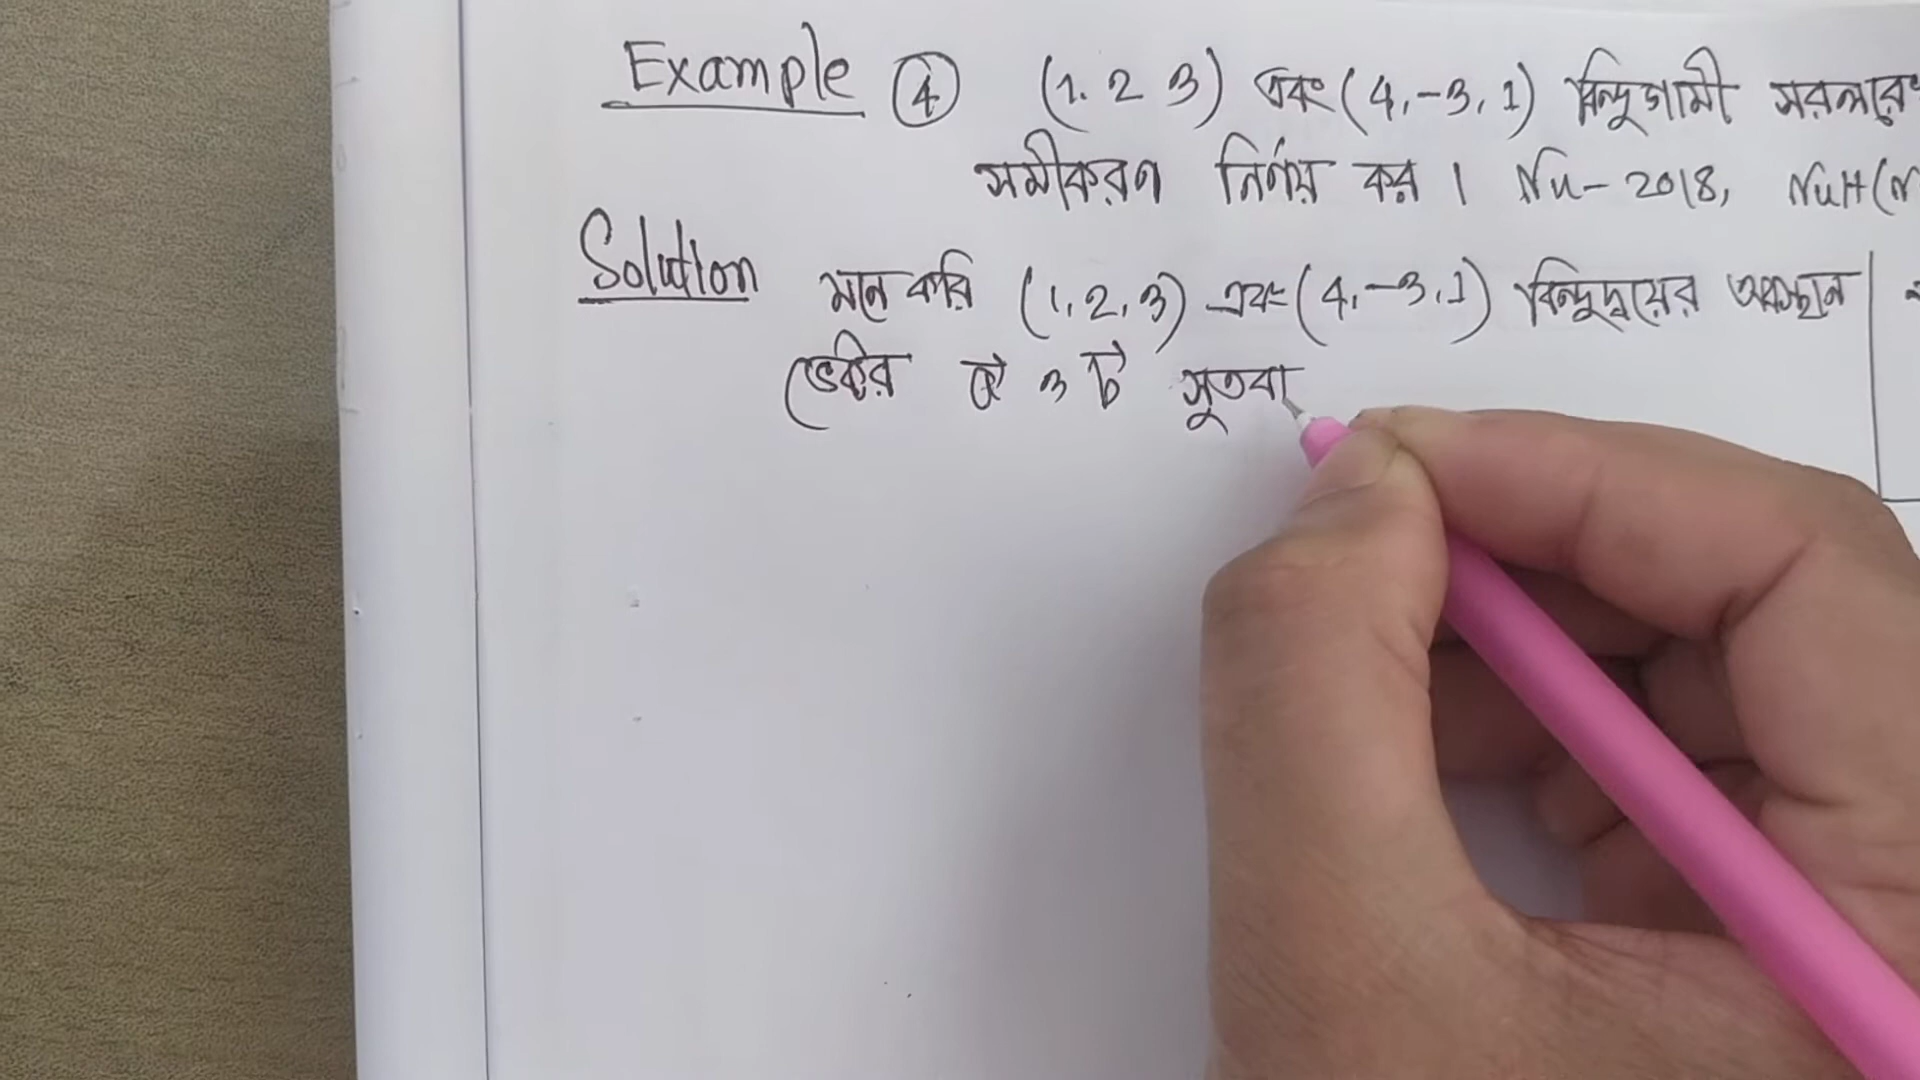 Example ④ (1. 2 3) এবং (4, -3, 1) বিন্দুগামী সরলরেখ
সমীকরণ নির্ণয় কর। Nu - 2018, NuH(N
Solution মনে করি (1, 2, 3) এবং (4, -3, 1) বিন্দুদ্বয়ের অবস্থান
ভেক্টর a⃗ ও b⃗ সুতরা